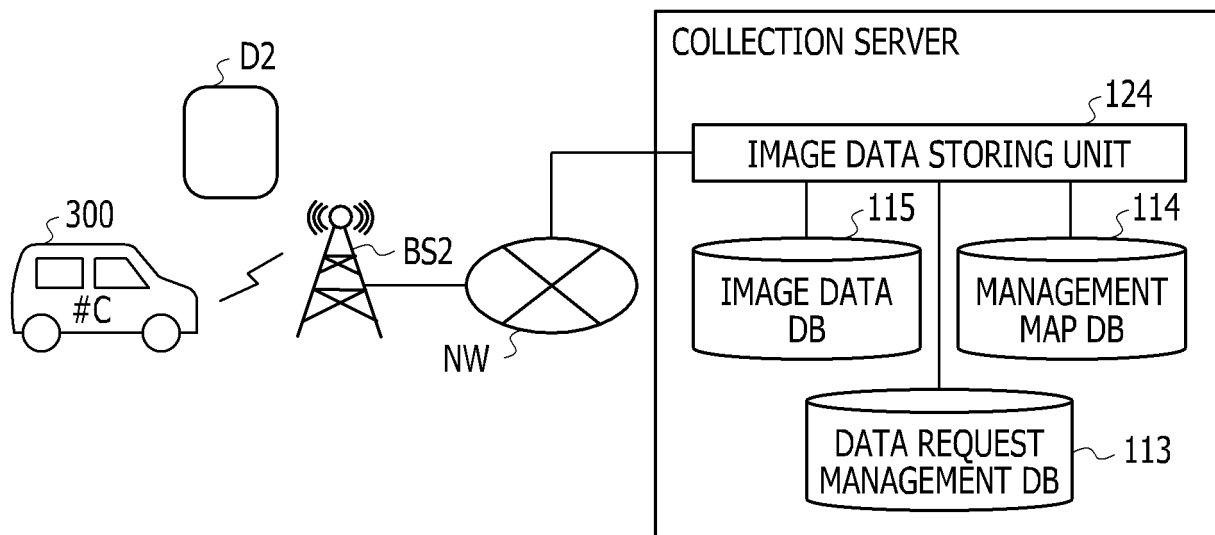 COLLECTION SERVER
D2
124
IMAGE DATA STORING UNIT
300
115
114
BS2
#C
IMAGE DATA
DB
MANAGEMENT
MAP DB
NW
DATA REQUEST
MANAGEMENT DB
113